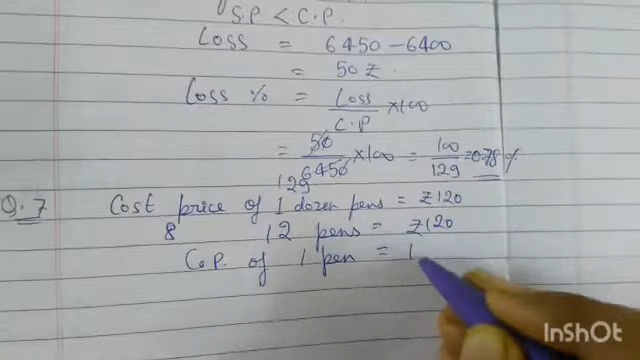 S.P < C.P.
Loss = 6450 - 6400
= 50 ₹.
Loss % = Loss/C.P × 100
= 50/6450 × 100 = 100/129 = 0.78 %
129
Q.7 Cost price of 1 dozen pens = ₹120
8 12 pens = ₹120
C.P. of 1 pen = 1
InShOt